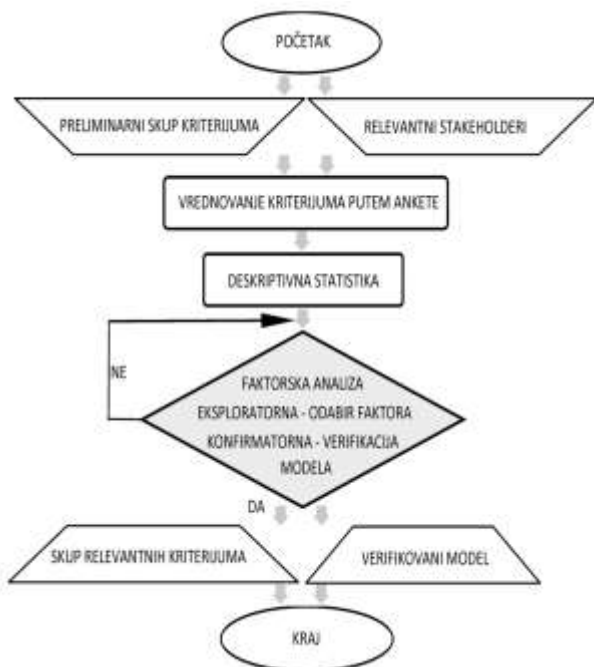 POČETAK
PRELIMINARNI SKUP KRITERIJUMA
RELEVANTNI STAKEHOLDERI
VREDNOVANJE KRITERIJUMA PUTEM ANKETE
DESKRIPTIVNA STATISTIKA
NE
FAKTORSKA ANALIZA
EKSPLORATORNA - ODABIR FAKTORA
KONFIRMATORNA - VERIFIKACIJA
MODELA
DA
SKUP RELEVANTNIH KRITERIJUMA
VERIFIKOVANI MODEL
KRAJ